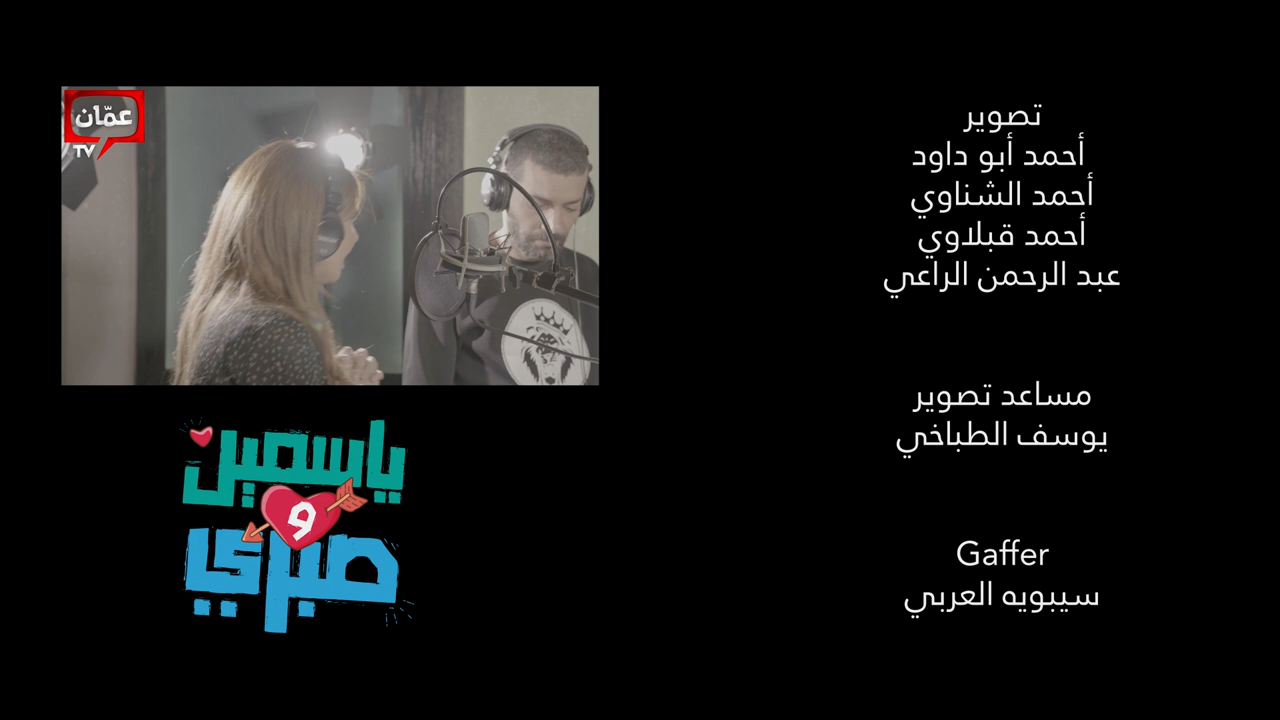 عمّان
TV
تصوير
أحمد أبو داود
أحمد الشناوي
أحمد قبلاوي
عبد الرحمن الراعي
مساعد تصوير
يوسف الطباخي
Gaffer
سيبويه العربي
ياسمين
و
صبري